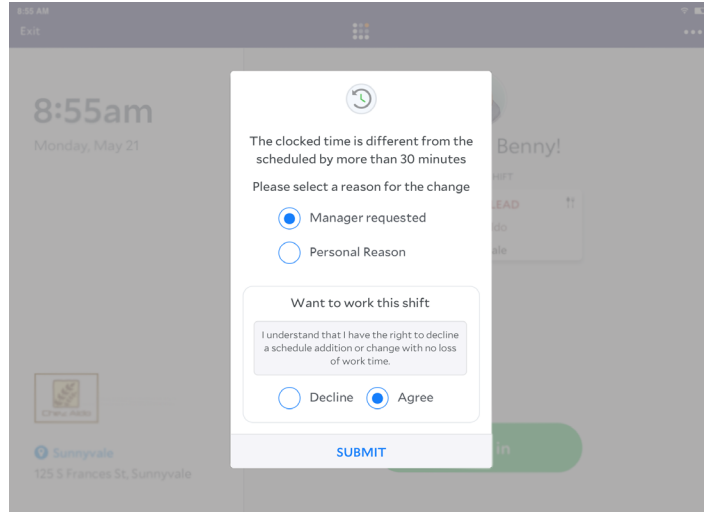 8:55 AM
Exit
8:55am
Monday, May 21
Benny!
SHIFT
LEAD
The clocked time is different from the
scheduled by more than 30 minutes
Please select a reason for the change
Manager requested
Personal Reason
Want to work this shift
I understand that I have the right to decline
a schedule addition or change with no loss
of work time.
Decline
Agree
SUBMIT
in
Sunnyvale
125 S Frances St, Sunnyvale